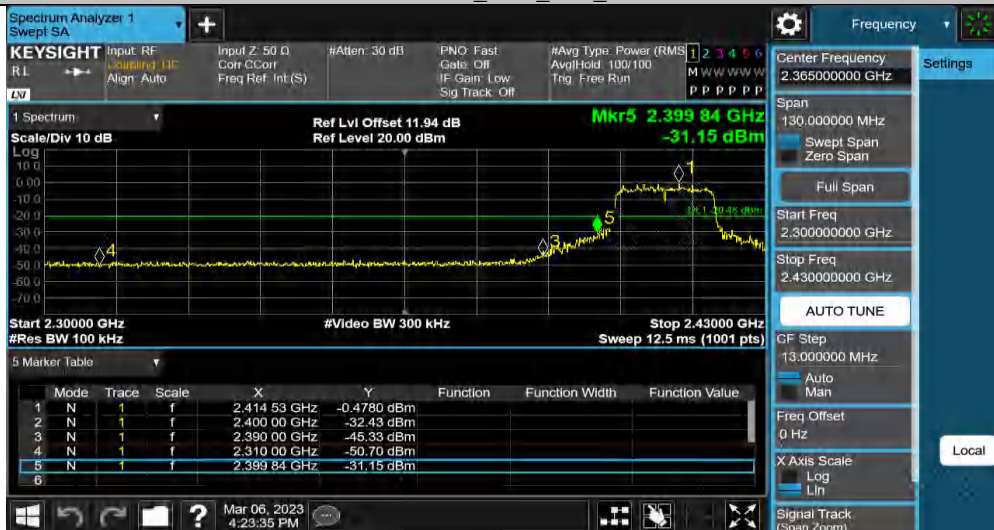 Spectrum Analyzer 1
Swept SA
+
Frequency
KEYSIGHT
RL
LXI
Input: RF
Coupling: DC
Align: Auto
Input Z: 50 Ω
Corr CCorr
Freq Ref: Int (S)
#Atten: 30 dB
PNO: Fast
Gate: Off
IF Gain: Low
Sig Track: Off
#Avg Type: Power (RMS
Avg|Hold: 100/100
Trig: Free Run
1 2 3 4 5 6
M W W W W W
P P P P P P
1 Spectrum
Scale/Div 10 dB
Log
Ref Lvl Offset 11.94 dB
Ref Level 20.00 dBm
Mkr5 2.399 84 GHz
-31.15 dBm
10.0
0.00
-10.0
-20.0
-30.0
-40.0
-50.0
-60.0
-70.0
1
DL1 -20.48 dBm
5
3
4
Start 2.30000 GHz
#Res BW 100 kHz
#Video BW 300 kHz
Stop 2.43000 GHz
Sweep 12.5 ms (1001 pts)
5 Marker Table
Mode Trace Scale X Y Function Function Width Function Value
1 N 1 f 2.414 53 GHz -0.4780 dBm
2 N 1 f 2.400 00 GHz -32.43 dBm
3 N 1 f 2.390 00 GHz -45.33 dBm
4 N 1 f 2.310 00 GHz -50.70 dBm
5 N 1 f 2.399 84 GHz -31.15 dBm
6
Mar 06, 2023
4:23:35 PM
?
Center Frequency
2.365000000 GHz
Span
130.000000 MHz
Swept Span
Zero Span
Full Span
Start Freq
2.300000000 GHz
Stop Freq
2.430000000 GHz
AUTO TUNE
CF Step
13.000000 MHz
Auto
Man
Freq Offset
0 Hz
X Axis Scale
Log
Lin
Signal Track
(Span Zoom)
Settings
Local